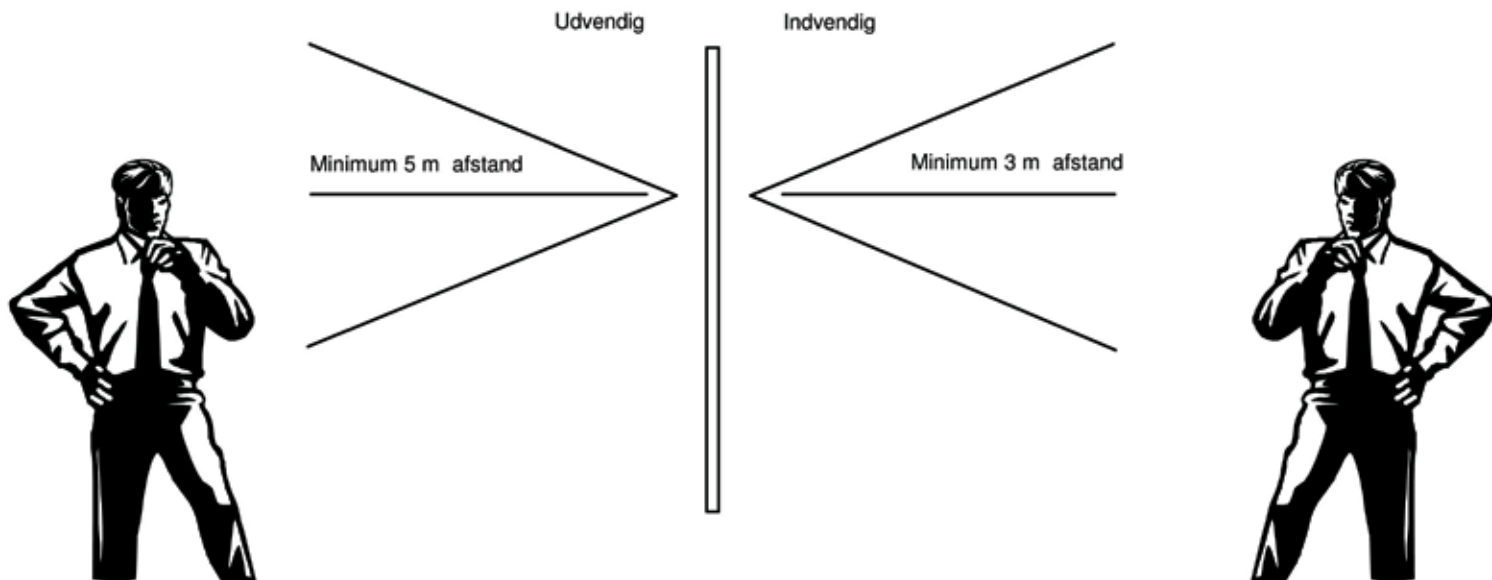 Udvendig
Indvendig
Minimum 5 m afstand
Minimum 3 m afstand